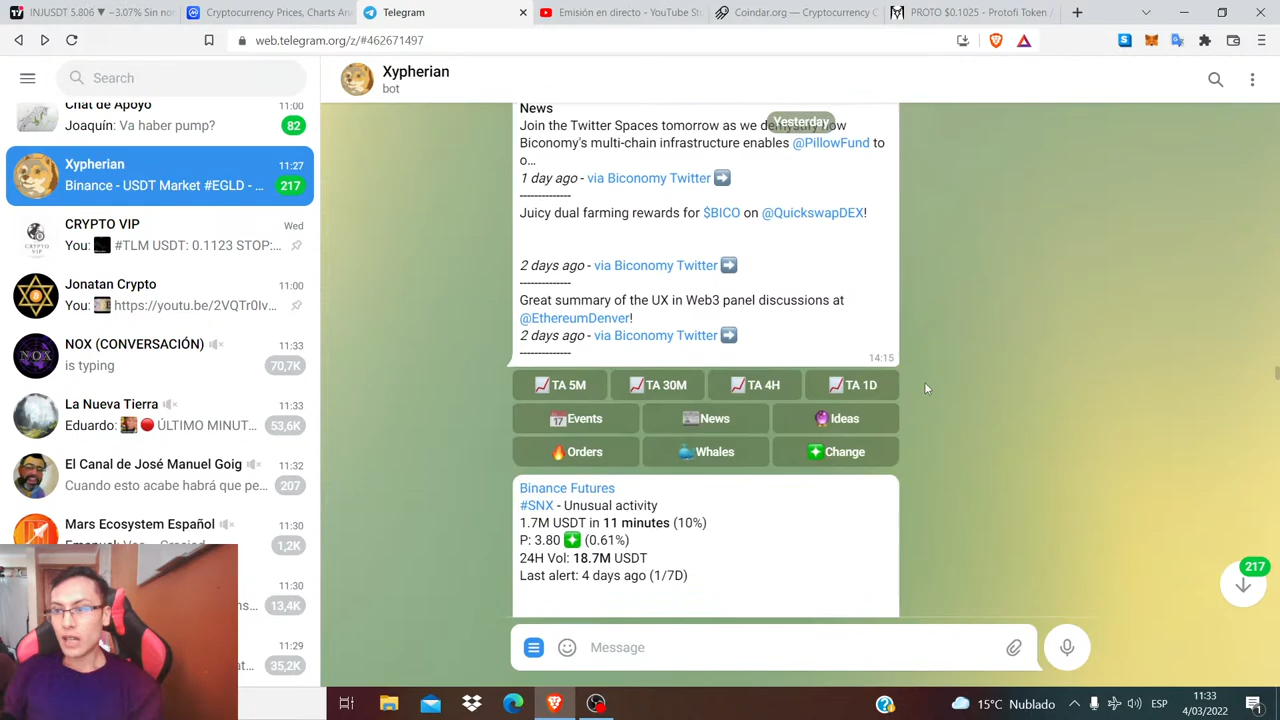 INJUSD 5.806 ▼ −3.07% Sin nom
Cryptocurrency Prices, Charts An
Telegram
Emisión en directo - YouTube Stu
Coindar.org — Cryptocurrency C
PROTO $0.1025 - Protofi Token /
web.telegram.org/z/#462671497
Search
Chat de Apoyo
11:00
Joaquín: Va haber pump?
82
Xypherian
11:27
Binance - USDT Market #EGLD - ...
217
CRYPTO VIP
Wed
You: #TLM USDT: 0.1123 STOP:...
Jonatan Crypto
11:00
You: https://youtu.be/2VQTr0Iv...
NOX (CONVERSACIÓN)
11:33
is typing
70,7K
La Nueva Tierra
11:33
Eduardo: 🔴 ÚLTIMO MINUT...
53,6K
El Canal de José Manuel Goig
11:32
Cuando esto acabe habrá que pe...
207
Mars Ecosystem Español
11:30
1,2K
11:30
13,4K
11:29
35,2K
Xypherian
bot
Yesterday
News
Join the Twitter Spaces tomorrow as we demystify how
Biconomy's multi-chain infrastructure enables @PillowFund to
o…
1 day ago - via Biconomy Twitter ➡️
--------------
Juicy dual farming rewards for $BICO on @QuickswapDEX!
2 days ago - via Biconomy Twitter ➡️
--------------
Great summary of the UX in Web3 panel discussions at
@EthereumDenver!
2 days ago - via Biconomy Twitter ➡️
--------------
14:15
📈TA 5M 📈TA 30M 📈TA 4H 📈TA 1D
📅Events 📰News 🔮Ideas
🔥Orders 🐳Whales ❇️Change
Binance Futures
#SNX - Unusual activity
1.7M USDT in 11 minutes (10%)
P: 3.80 ❇️ (0.61%)
24H Vol: 18.7M USDT
Last alert: 4 days ago (1/7D)
217
Message
15°C Nublado
ESP
11:33
4/03/2022